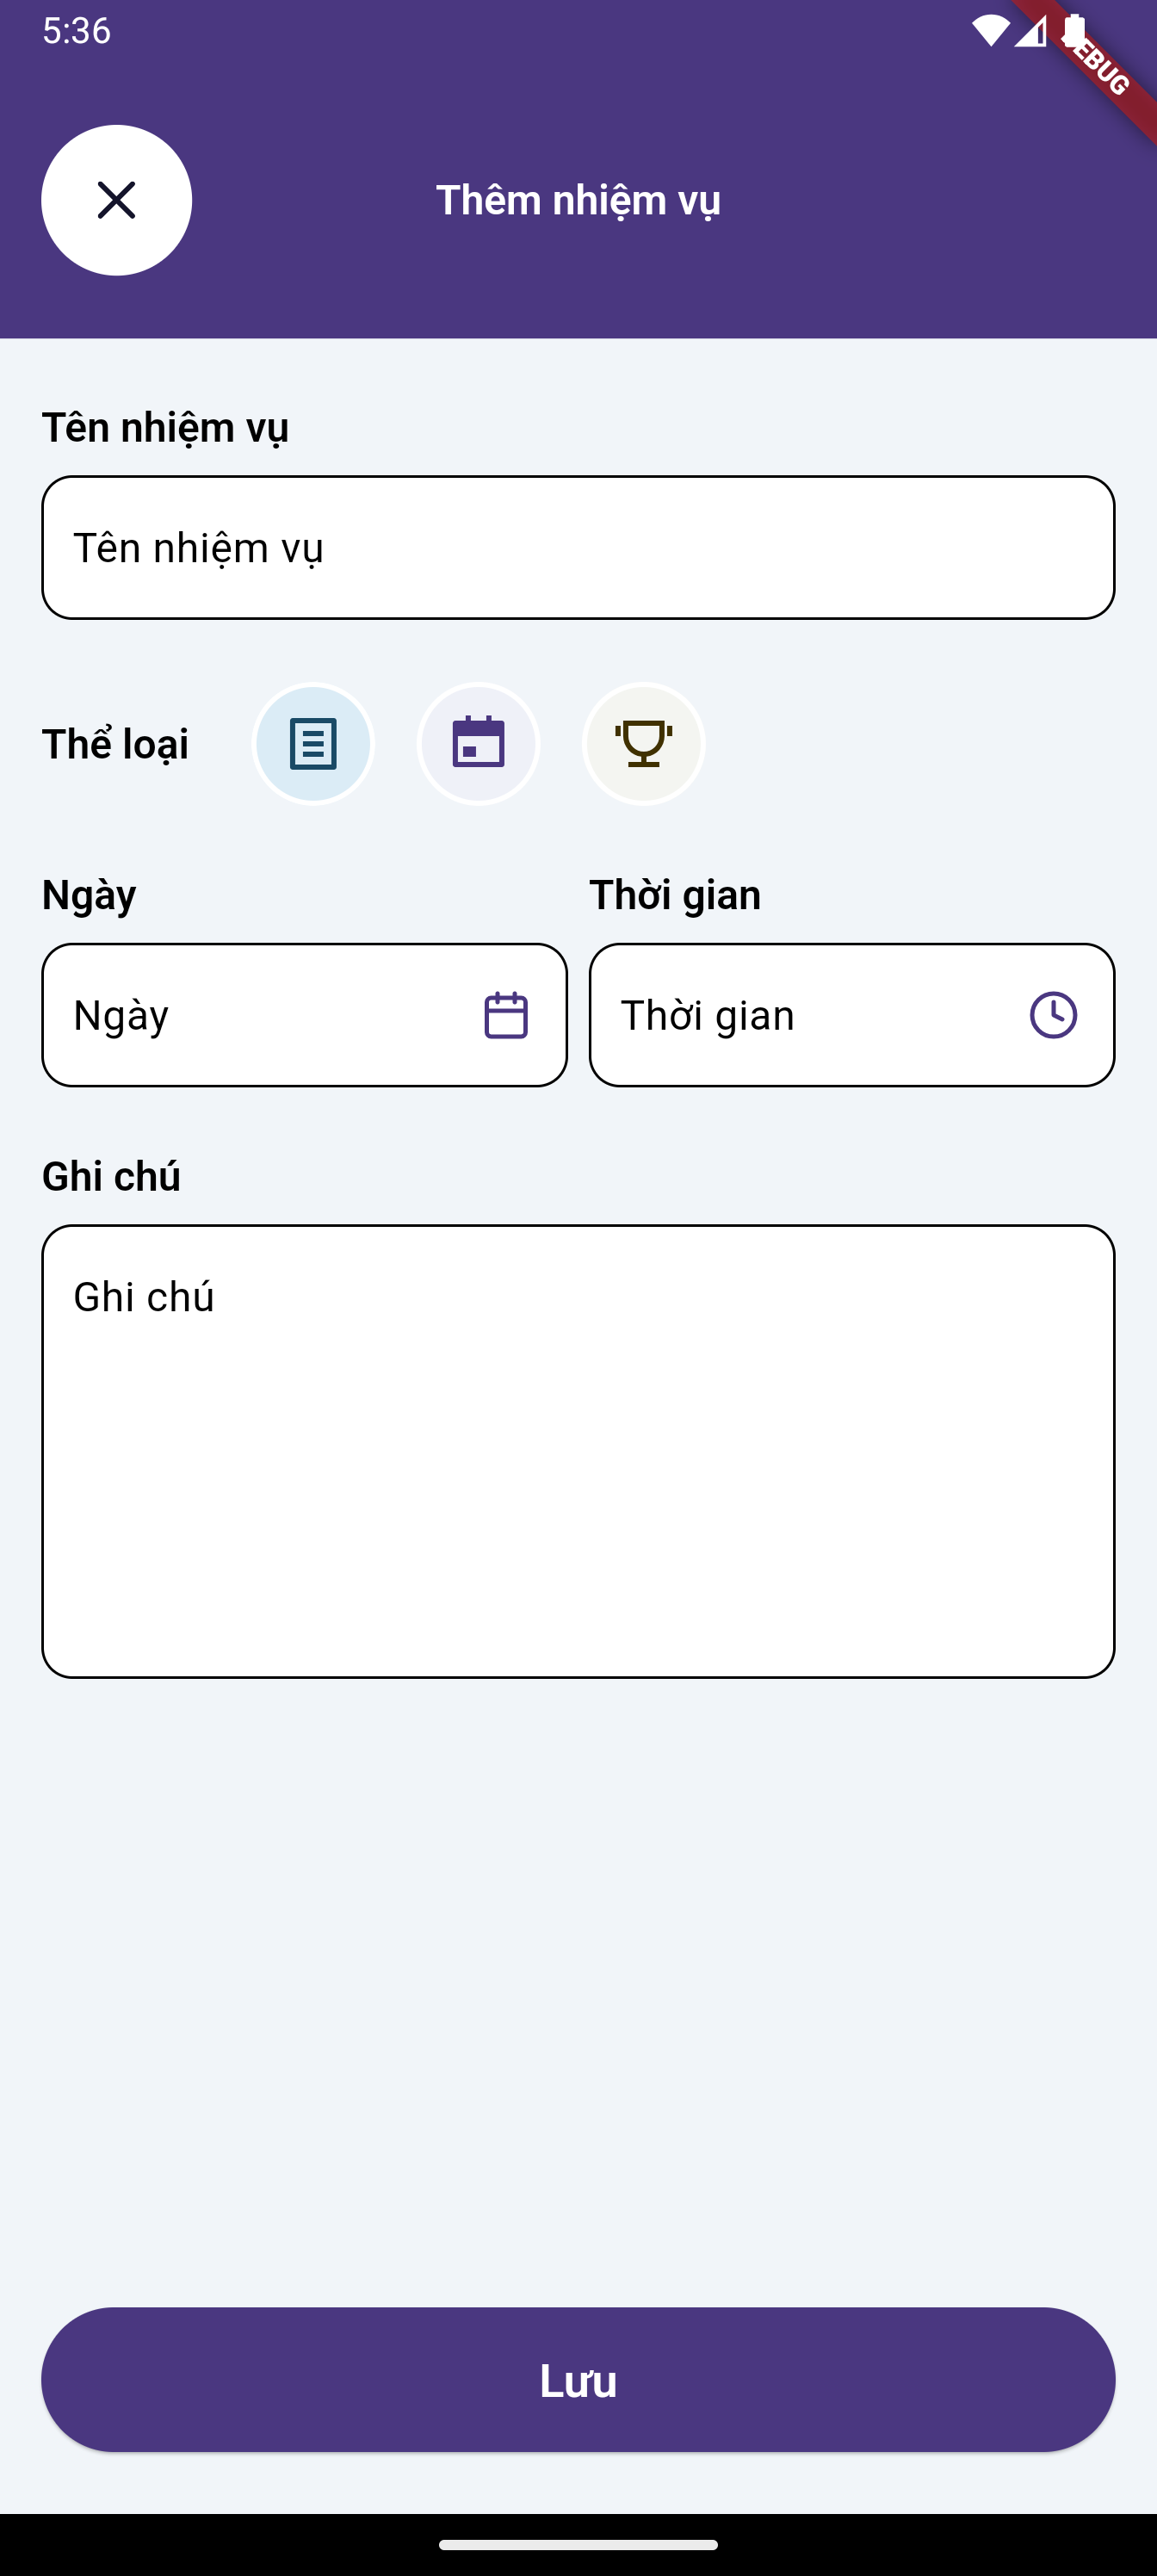 5:36
DEBUG
Thêm nhiệm vụ
Tên nhiệm vụ
Tên nhiệm vụ
Thể loại
Ngày
Thời gian
Ngày
Thời gian
Ghi chú
Ghi chú
Lưu